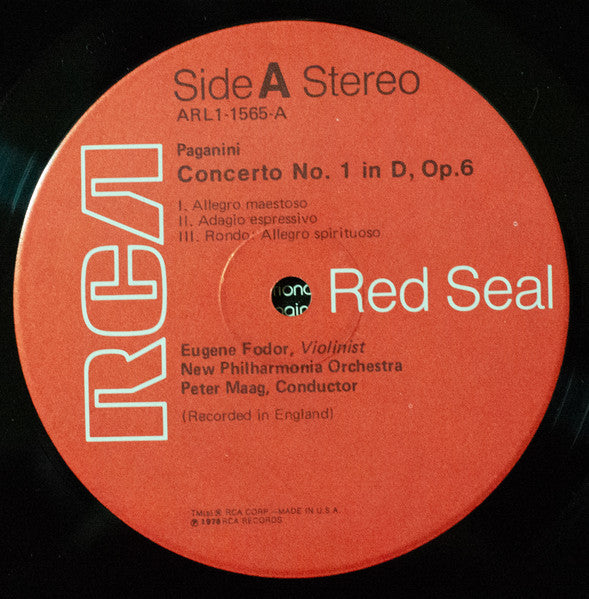 Side A Stereo
ARL1-1565-A
Paganini
Concerto No. 1 in D, Op.6
I. Allegro maestoso
II. Adagio espressivo
III. Rondo: Allegro spirituoso
RCA
Red Seal
Eugene Fodor, Violinist
New Philharmonia Orchestra
Peter Maag, Conductor
(Recorded in England)
TM(s) ® RCA CORP.—MADE IN U.S.A.
℗ 1976 RCA RECORDS